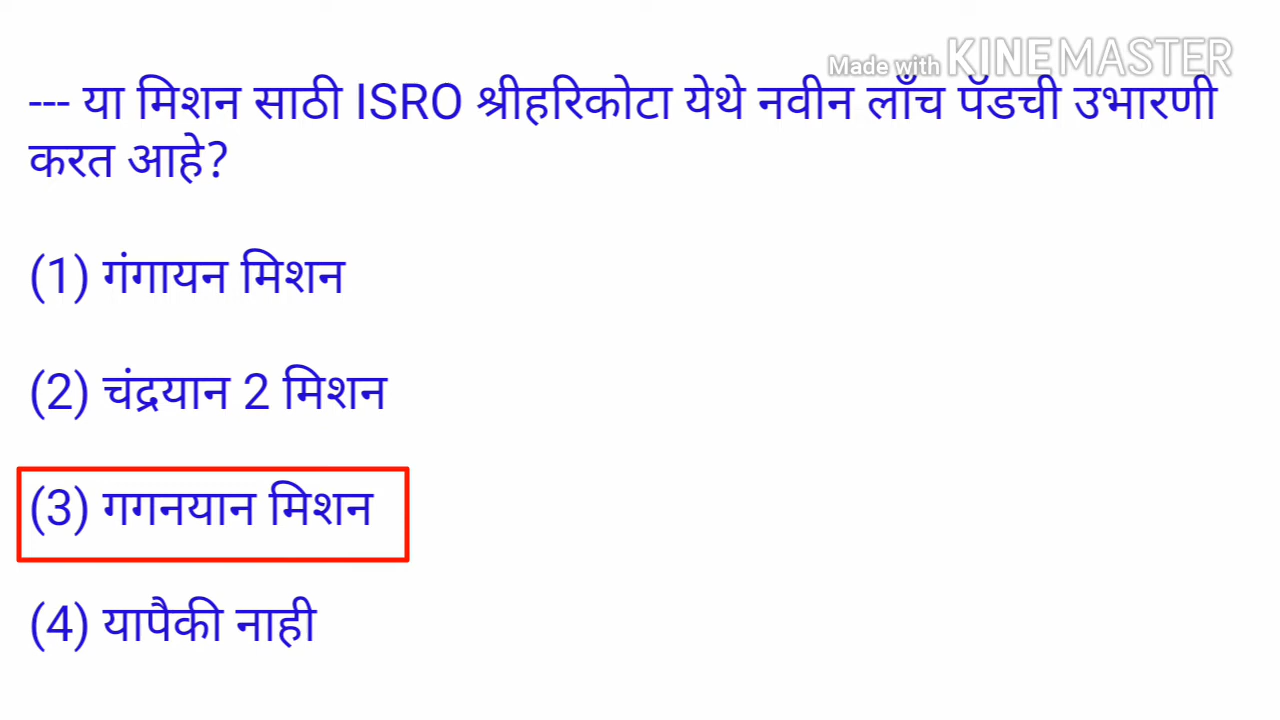 Made with KINEMASTER
--- या मिशन साठी ISRO श्रीहरिकोटा येथे नवीन लाँच पॅडची उभारणी
करत आहे?
(1) गंगायन मिशन
(2) चंद्रयान 2 मिशन
(3) गगनयान मिशन
(4) यापैकी नाही